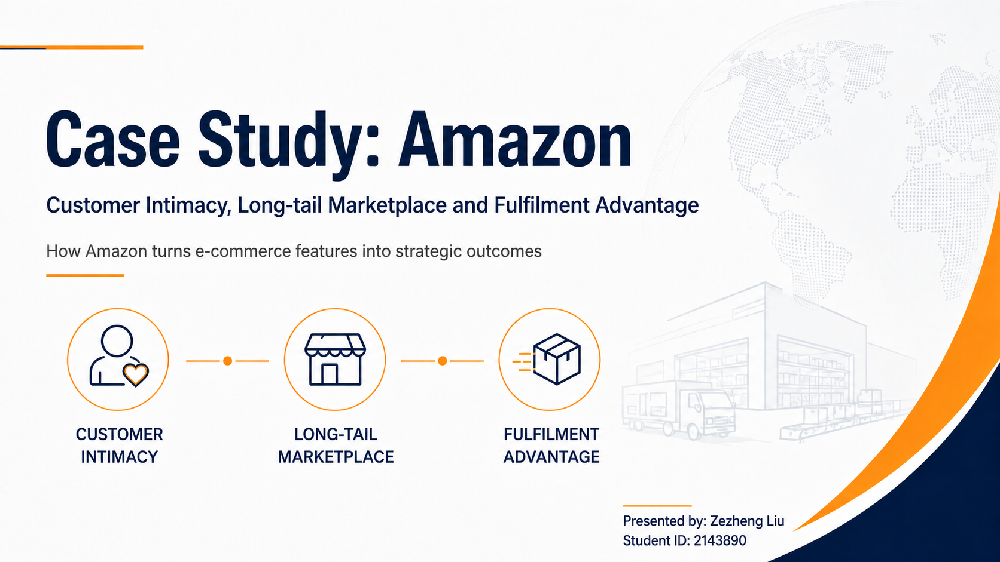 Case Study: Amazon
Customer Intimacy, Long-tail Marketplace and Fulfilment Advantage
How Amazon turns e-commerce features into strategic outcomes
CUSTOMER
INTIMACY
LONG-TAIL
MARKETPLACE
FULFILMENT
ADVANTAGE
Presented by: Zezheng Liu
Student ID: 2143890